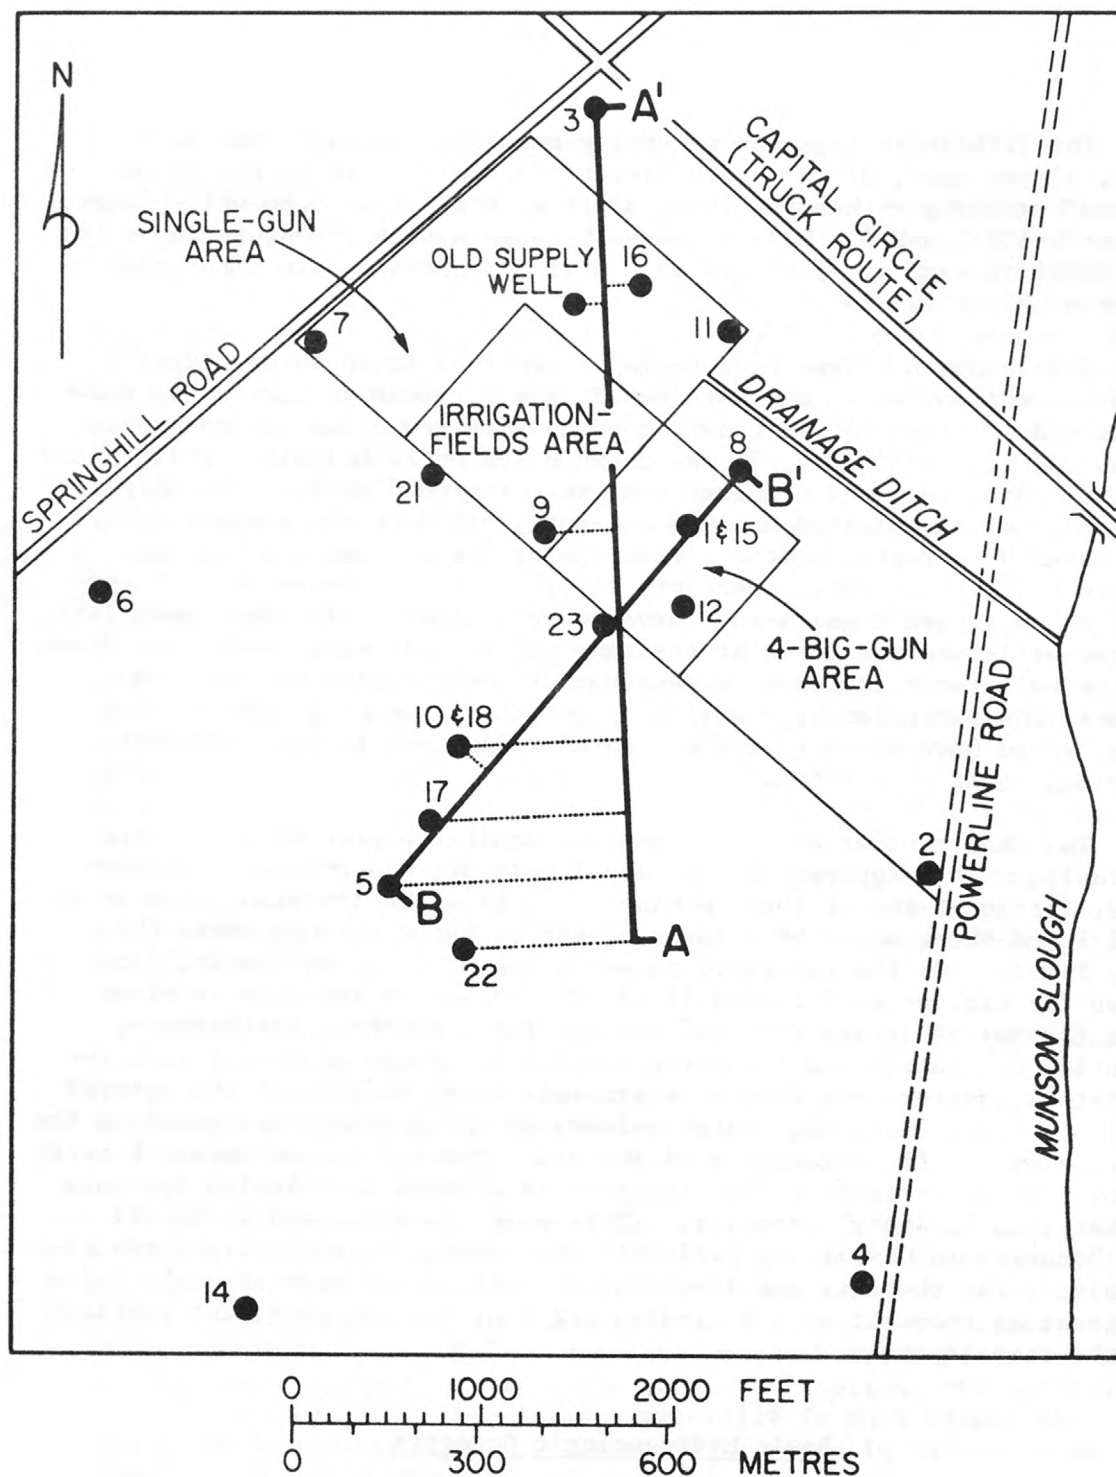 N
3
A'
CAPITAL CIRCLE
(TRUCK ROUTE)
SINGLE-GUN
AREA
OLD SUPPLY
WELL
16
7
11
SPRINGHILL ROAD
IRRIGATION-
FIELDS AREA
DRAINAGE DITCH
8
B'
21
9
1 & 15
6
12
23
4-BIG-GUN
AREA
10 & 18
17
2
POWERLINE ROAD
5
B
A
22
MUNSON SLOUGH
4
14
0 1000 2000 FEET
0 300 600 METRES